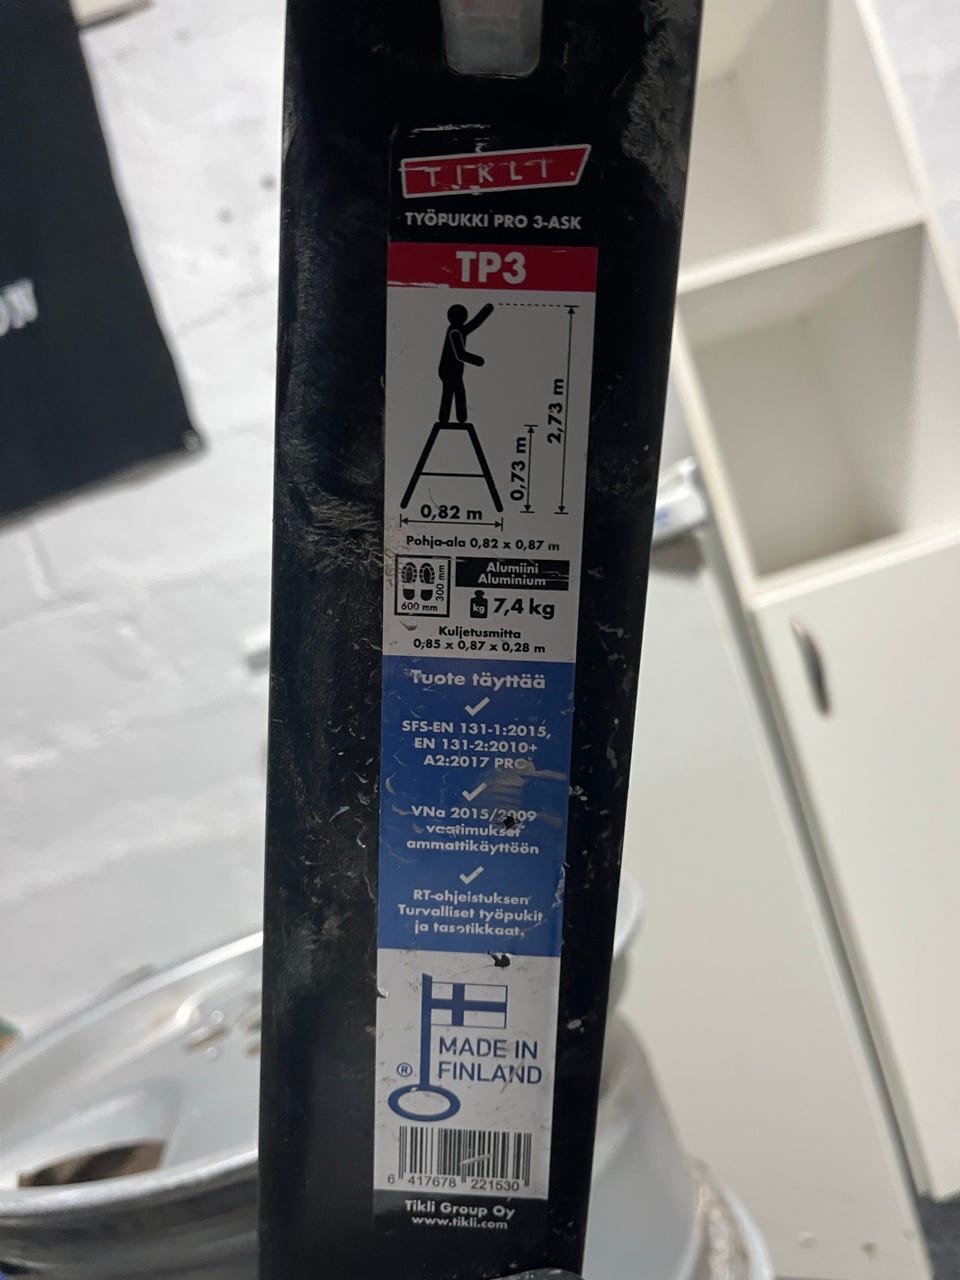 TIKLI
TYÖPUKKI PRO 3-ASK
TP3
2,73 m
0,73 m
0,82 m
Pohja-ala 0,82 x 0,87 m
300 mm
600 mm
Alumiini
Aluminium
kg 7,4 kg
Kuljetusmitta
0,85 x 0,87 x 0,28 m
Tuote täyttää
SFS-EN 131-1:2015,
EN 131-2:2010+
A2:2017 PRO
VNa 2015/2009
vaatimukset
ammattikäyttöön
RT-ohjeistuksen
Turvalliset työpukit
ja tasotikkaat.
® MADE IN
FINLAND
6 417678 221530
Tikli Group Oy
www.tikli.com